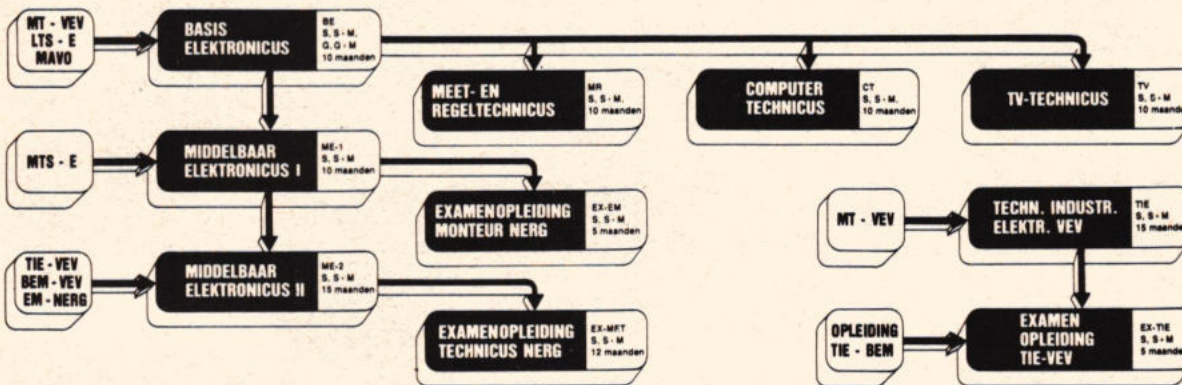 MT - VEV
LTS - E
MAVO
BASIS
ELEKTRONICUS
BE
S, S - M,
G, G - M
10 maanden
MEET- EN
REGELTECHNICUS
MR
S, S - M,
10 maanden
COMPUTER
TECHNICUS
CT
S, S - M,
10 maanden
TV-TECHNICUS
TV
S, S - M
10 maanden
MTS - E
MIDDELBAAR
ELEKTRONICUS I
ME-1
S, S - M
10 maanden
EXAMENOPLEIDING
MONTEUR NERG
EX-EM
S, S - M
5 maanden
MT - VEV
TECHN. INDUSTR.
ELEKTR. VEV
TIE
S, S - M
15 maanden
TIE - VEV
BEM - VEV
EM - NERG
MIDDELBAAR
ELEKTRONICUS II
ME-2
S, S - M
15 maanden
EXAMENOPLEIDING
TECHNICUS NERG
S, S - M
12 maanden
OPLEIDING
TIE - BEM
EXAMEN
OPLEIDING
TIE-VEV
EX-TIE
S, S-M
5 maanden